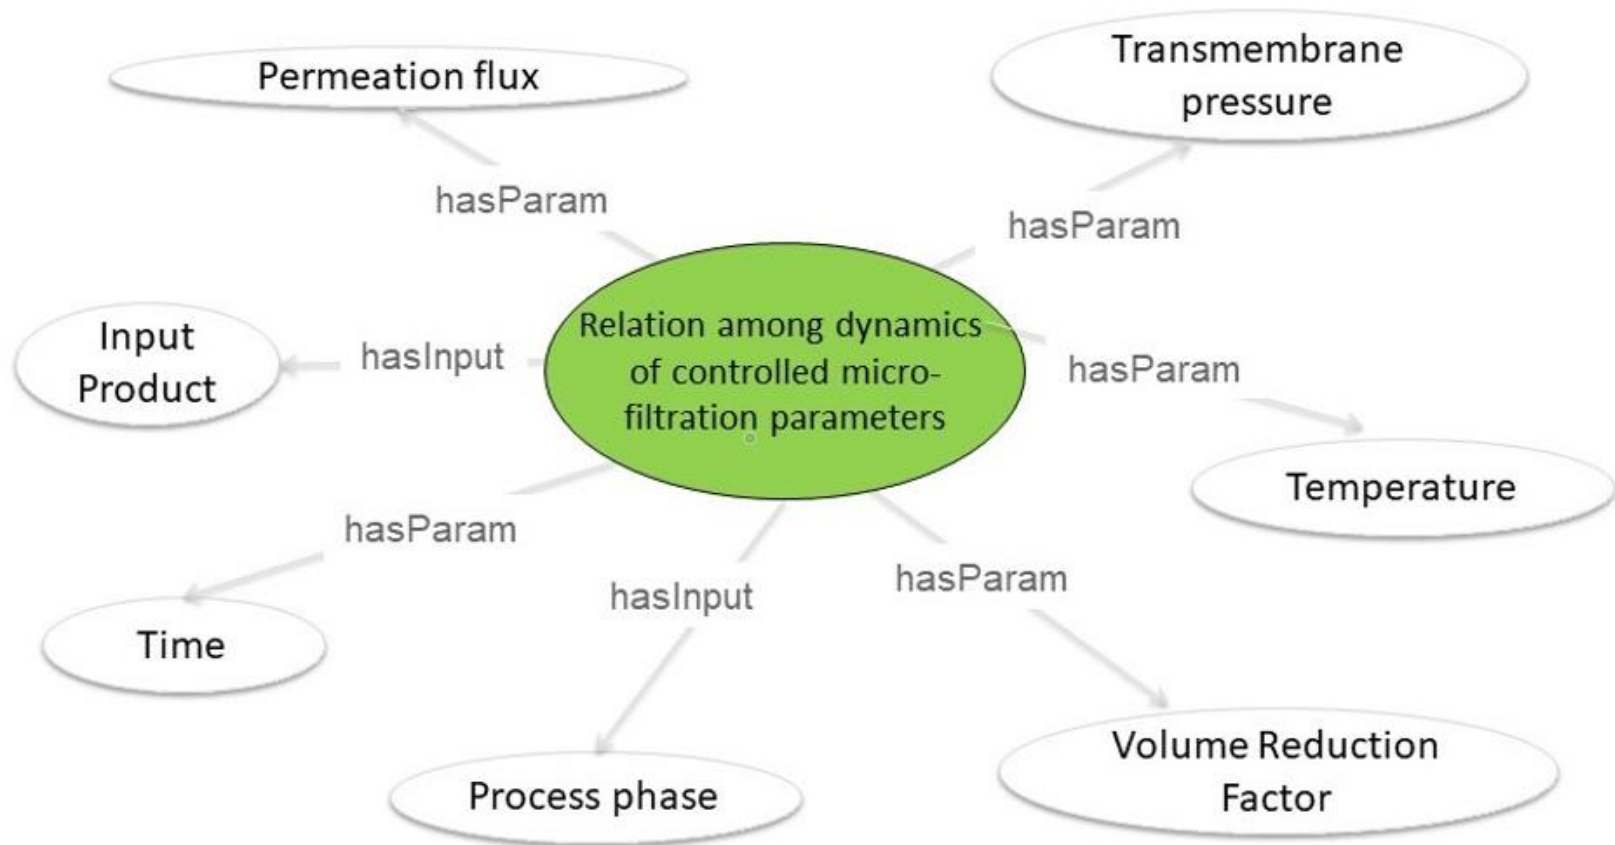 Permeation flux
Transmembrane
pressure
hasParam
hasParam
Input
Product
hasInput
Relation among dynamics
of controlled micro-
filtration parameters
hasParam
Temperature
hasParam
Time
hasInput
hasParam
Process phase
Volume Reduction
Factor